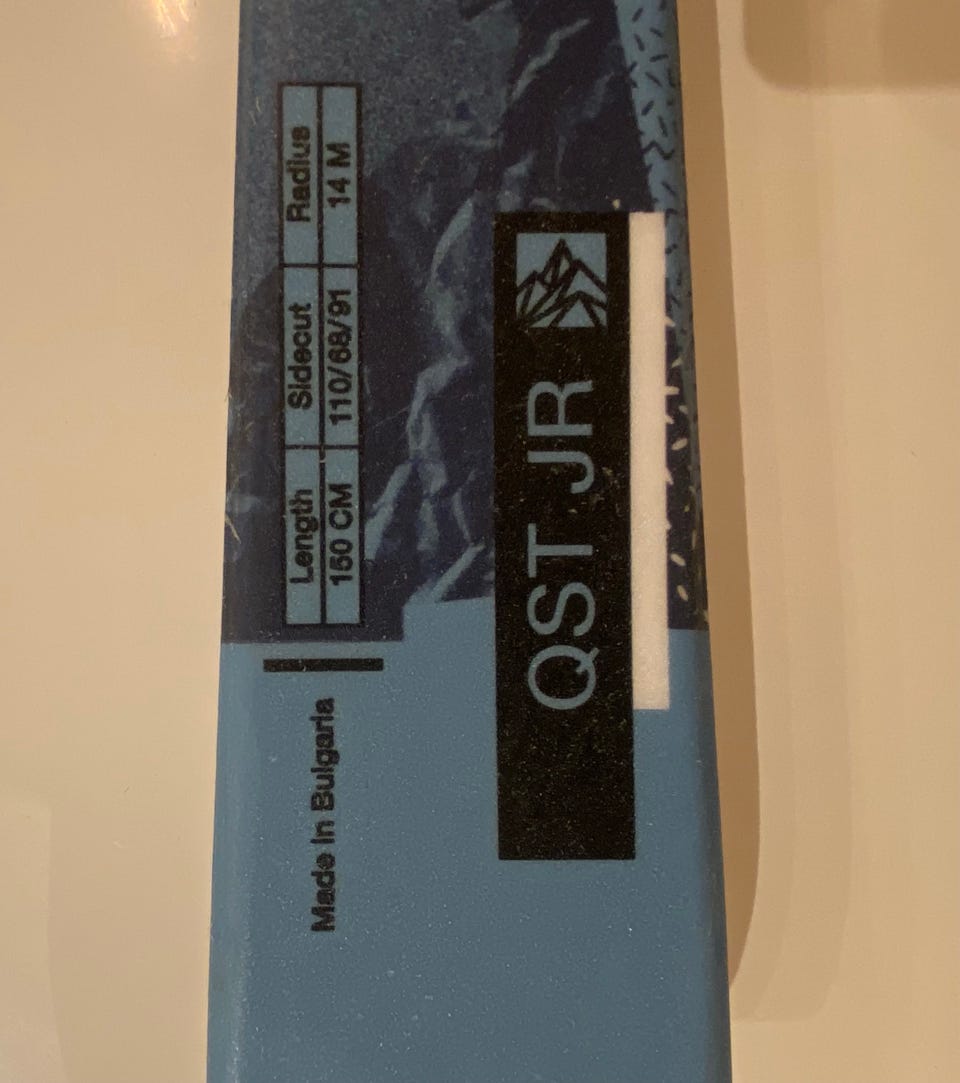 Length Sidecut Radius
150 CM 110/68/91 14 M
Made in Bulgaria
QST JR